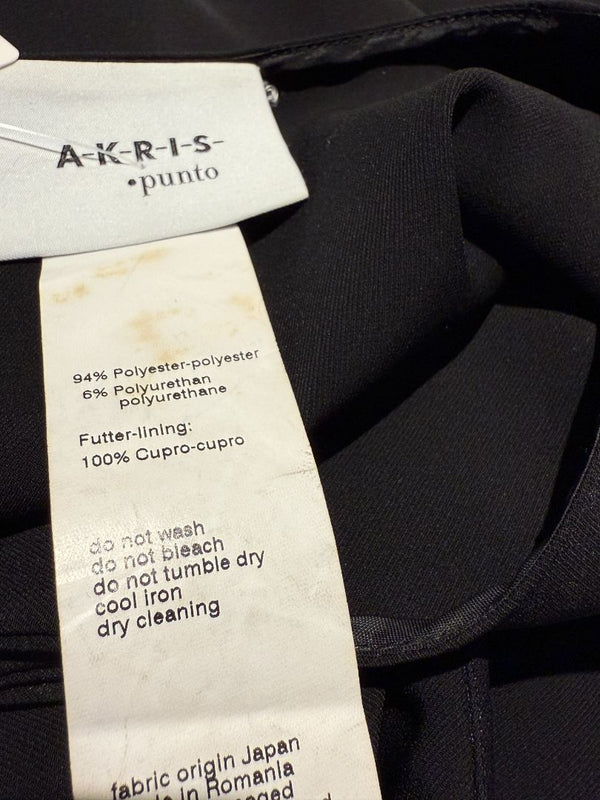 A-K-R-I-S-
•punto
94% Polyester-polyester
6% Polyurethan
polyurethane
Futter-lining:
100% Cupro-cupro
do not wash
do not bleach
do not tumble dry
cool iron
dry cleaning
fabric origin Japan
in Romania